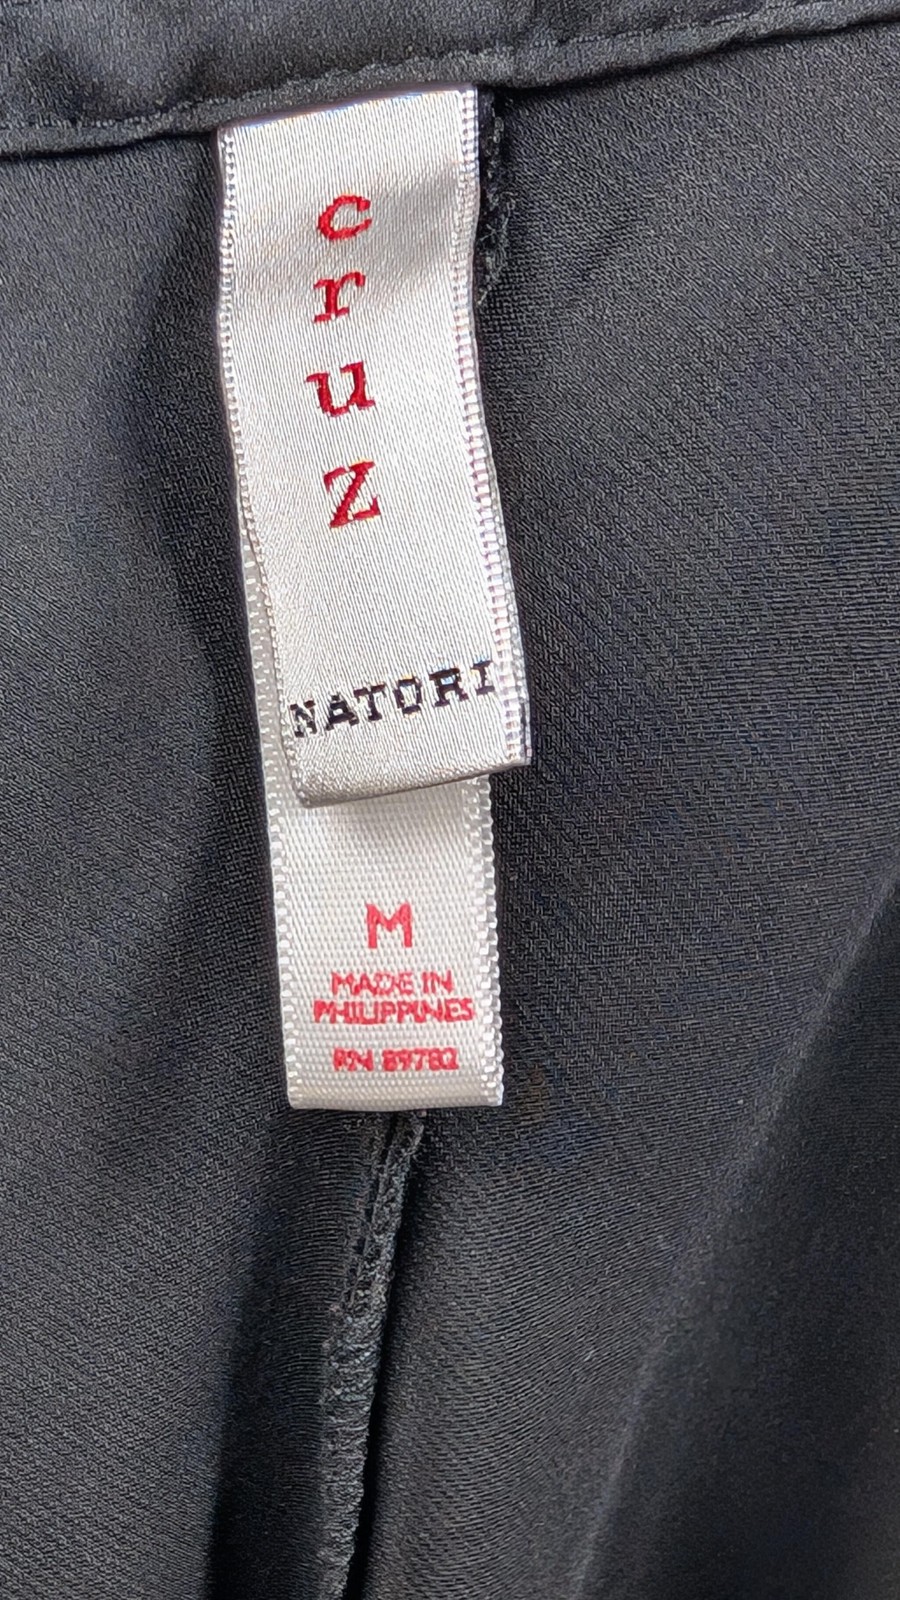 cruz
NATORI
M
MADE IN
PHILIPPINES
RN 89782